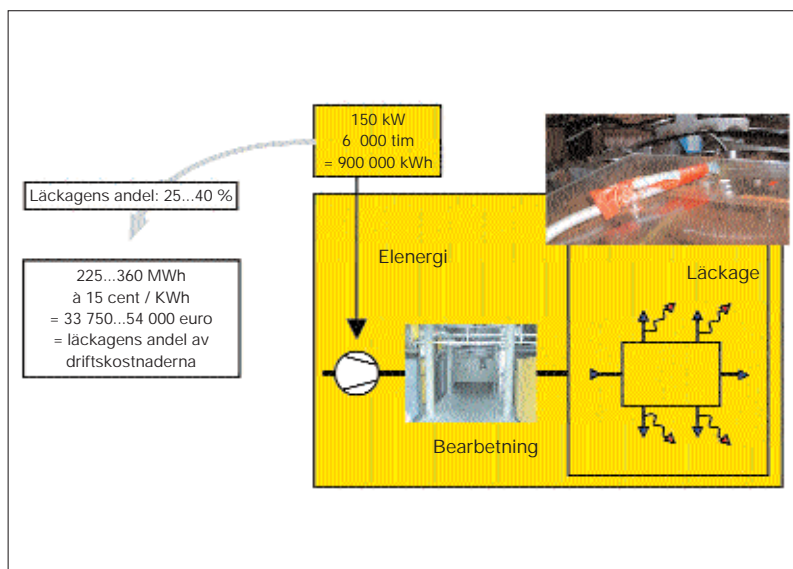 150 kW
6 000 tim
= 900 000 kWh
Läckagens andel: 25...40 %
225...360 MWh
à 15 cent / KWh
= 33 750...54 000 euro
= läckagens andel av
driftskostnaderna
Elenergi
Läckage
Bearbetning